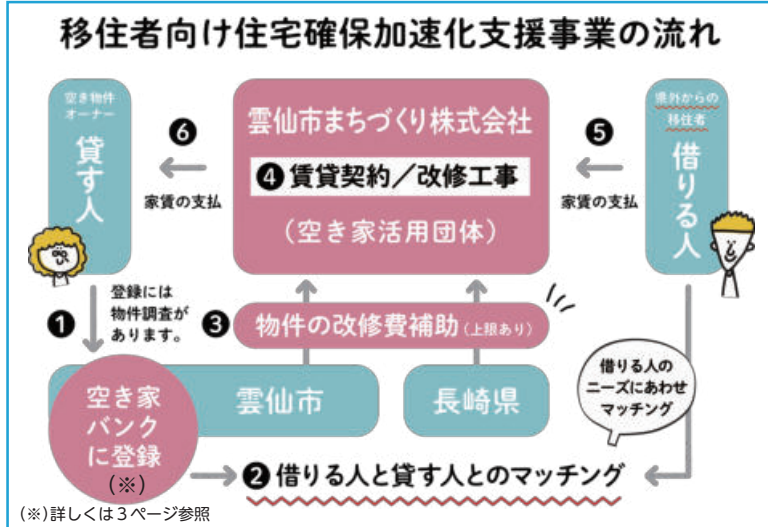 移住者向け住宅確保加速化支援事業の流れ
空き物件
オーナー
貸す人
❻
家賃の支払
雲仙市まちづくり株式会社
❹賃貸契約／改修工事
（空き家活用団体）
❺
家賃の支払
県外からの
移住者
借りる人
❶
登録には
物件調査が
あります。
❸
物件の改修費補助(上限あり)
空き家
バンク
に登録
(※)
雲仙市
長崎県
借りる人の
ニーズにあわせ
マッチング
❷借りる人と貸す人とのマッチング
(※)詳しくは３ページ参照